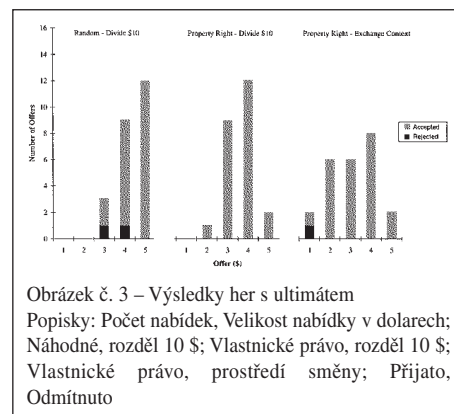 Random - Divide $10
Property Right - Divide $10
Property Right - Exchange Context
Number of Offers
16
14
12
10
8
6
4
2
0
Accepted
Rejected
1 2 3 4 5
1 2 3 4 5
1 2 3 4 5
Offer ($)
Obrázek č. 3 – Výsledky her s ultimátem
Popisky: Počet nabídek, Velikost nabídky v dolarech;
Náhodné, rozděl 10 $; Vlastnické právo, rozděl 10 $;
Vlastnické právo, prostředí směny; Přijato,
Odmítnuto